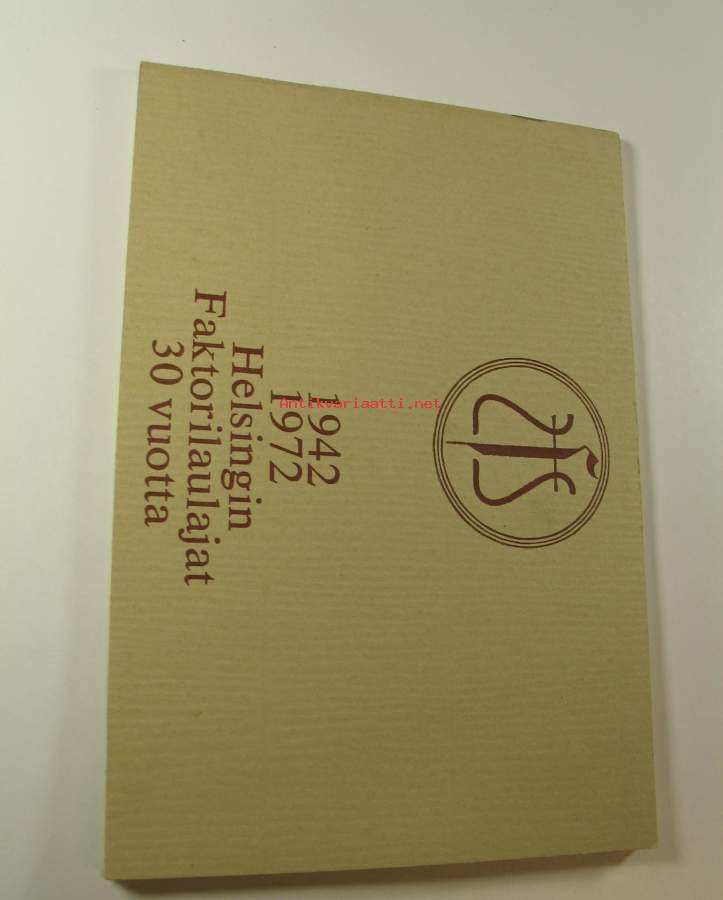 1942
1972
Helsingin
Faktorilaulajat
30 vuotta
Antikvariaatti.net